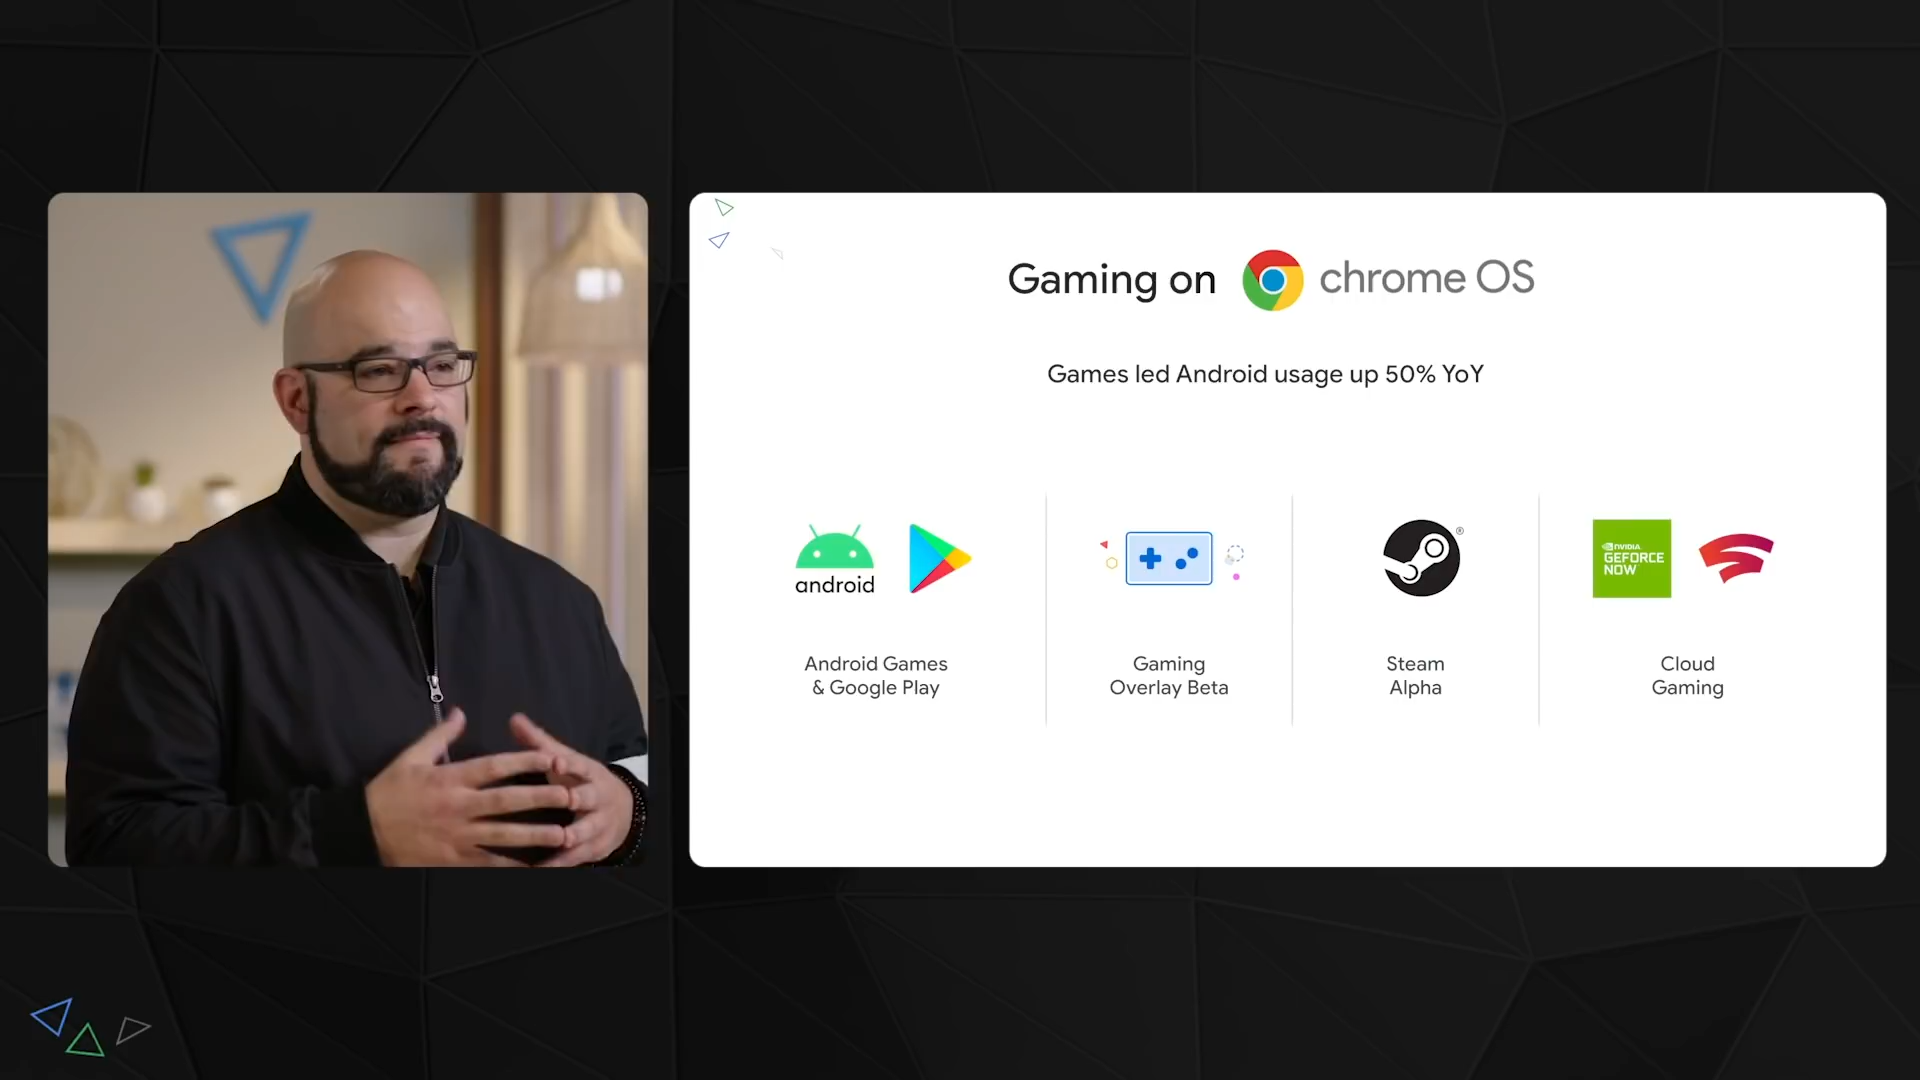 Gaming on chrome OS
Games led Android usage up 50% YoY
android
Android Games
& Google Play
Gaming
Overlay Beta
®
Steam
Alpha
NVIDIA
GEFORCE
NOW
Cloud
Gaming